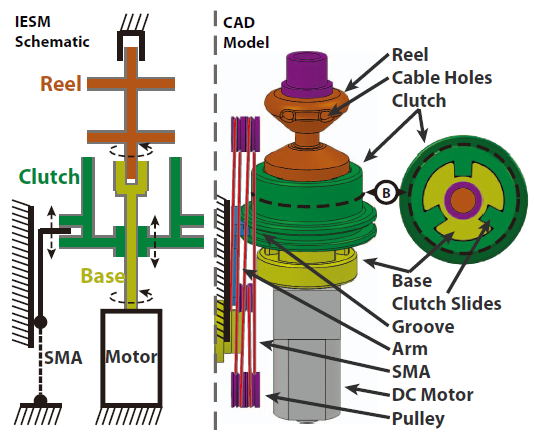 IESM
Schematic
Reel
Clutch
Base
SMA
Motor
CAD
Model
Reel
Cable Holes
Clutch
B
Base
Clutch Slides
Groove
Arm
SMA
DC Motor
Pulley